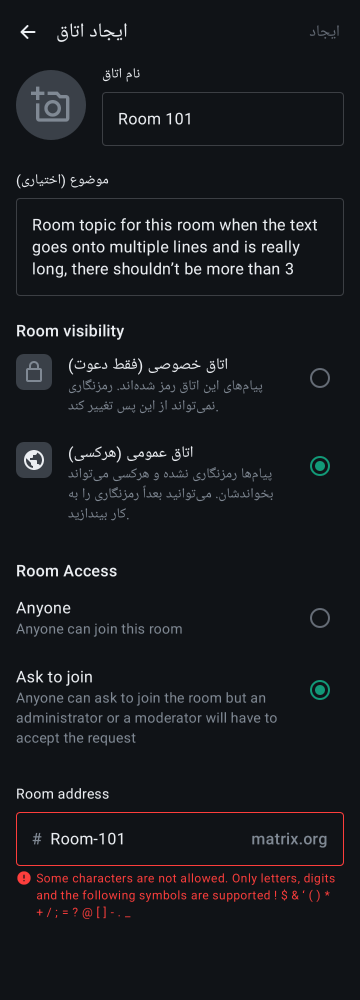 ایجاد اتاق
ایجاد
نام اتاق
Room 101
موضوع (اختیاری)
Room topic for this room when the text
goes onto multiple lines and is really
long, there shouldn’t be more than 3
Room visibility
اتاق خصوصی (فقط دعوت)
پیام‌های این اتاق رمز شده‌اند. رمزنگاری
نمی‌تواند از این پس تغییر کند.
اتاق عمومی (هرکسی)
پیام‌ها رمزنگاری نشده و هرکسی می‌تواند
بخواندشان. می‌توانید بعداً رمزنگاری را به
کار بیندازید.
Room Access
Anyone
Anyone can join this room
Ask to join
Anyone can ask to join the room but an
administrator or a moderator will have to
accept the request
Room address
# Room-101 matrix.org
Some characters are not allowed. Only letters, digits
and the following symbols are supported ! $ & ‘ ( ) *
+ / ; = ? @ [ ] - . _